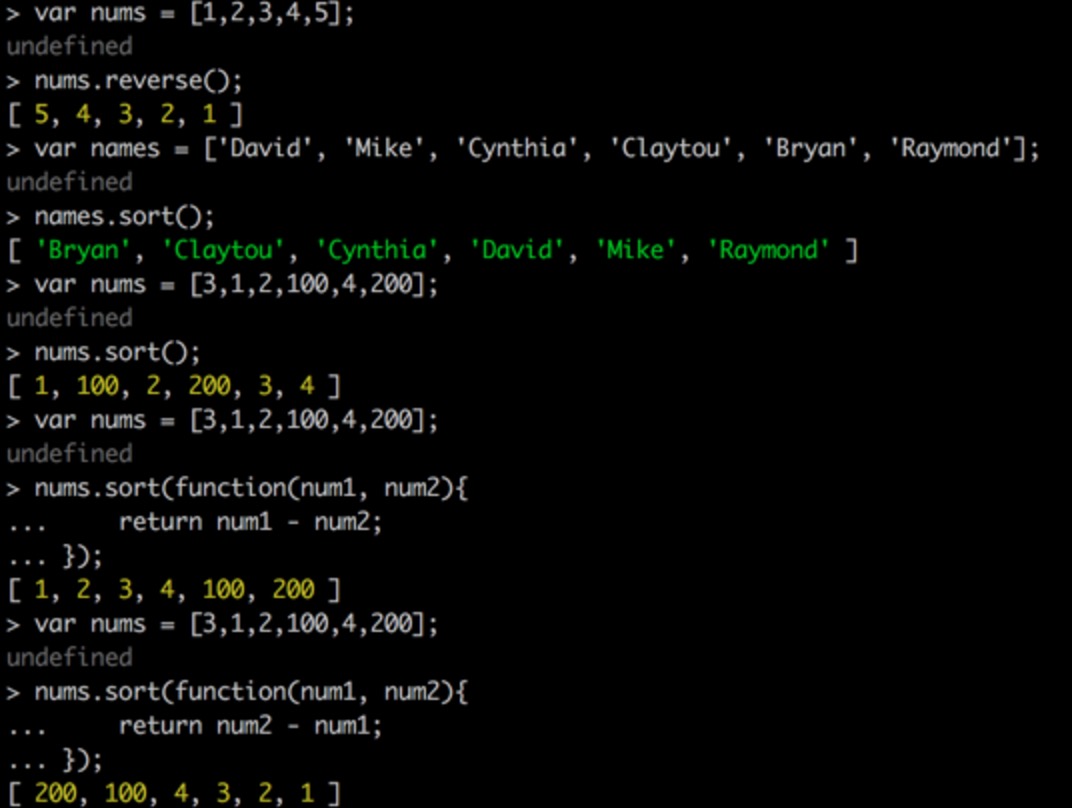 > var nums = [1,2,3,4,5];
undefined
> nums.reverse();
[ 5, 4, 3, 2, 1 ]
> var names = ['David', 'Mike', 'Cynthia', 'Claytou', 'Bryan', 'Raymond'];
undefined
> names.sort();
[ 'Bryan', 'Claytou', 'Cynthia', 'David', 'Mike', 'Raymond' ]
> var nums = [3,1,2,100,4,200];
undefined
> nums.sort();
[ 1, 100, 2, 200, 3, 4 ]
> var nums = [3,1,2,100,4,200];
undefined
> nums.sort(function(num1, num2){
...     return num1 - num2;
... });
[ 1, 2, 3, 4, 100, 200 ]
> var nums = [3,1,2,100,4,200];
undefined
> nums.sort(function(num1, num2){
...     return num2 - num1;
... });
[ 200, 100, 4, 3, 2, 1 ]